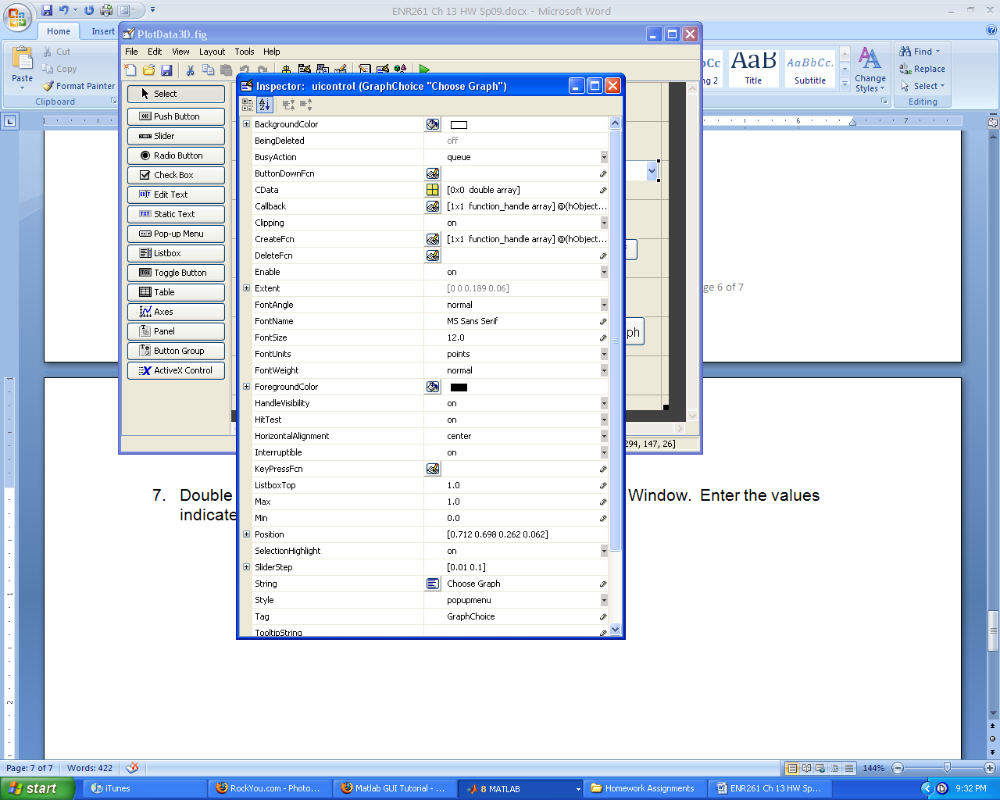 ENR261 Ch 13 HW Sp09.docx - Microsoft Word
Home
Insert
Cut
Copy
Paste
Format Painter
Clipboard
Title
Subtitle
Change Styles
Find
Replace
Select
Editing
PlotData3D.fig
File Edit View Layout Tools Help
Select
Push Button
Slider
Radio Button
Check Box
Edit Text
Static Text
Pop-up Menu
Listbox
Toggle Button
Table
Axes
Panel
Button Group
ActiveX Control
Inspector: uicontrol (GraphChoice "Choose Graph")
BackgroundColor
BeingDeleted off
BusyAction queue
ButtonDownFcn
CData [0x0 double array]
Callback [1x1 function_handle array] @(hObject...
Clipping on
CreateFcn [1x1 function_handle array] @(hObject...
DeleteFcn
Enable on
Extent [0 0 0.189 0.06]
FontAngle normal
FontName MS Sans Serif
FontSize 12.0
FontUnits points
FontWeight normal
ForegroundColor
HandleVisibility on
HitTest on
HorizontalAlignment center
Interruptible on
KeyPressFcn
ListboxTop 1.0
Max 1.0
Min 0.0
Position [0.712 0.698 0.262 0.062]
SelectionHighlight on
SliderStep [0.01 0.1]
String Choose Graph
Style popupmenu
Tag GraphChoice
TooltipString
ge 6 of 7
ph
294, 147, 26]
7. Double Window. Enter the values
indicate
Page: 7 of 7 Words: 422 144%
start iTunes RockYou.com - Photo... Matlab GUI Tutorial - ... 8 MATLAB Homework Assignments ENR261 Ch 13 HW Sp... 9:32 PM